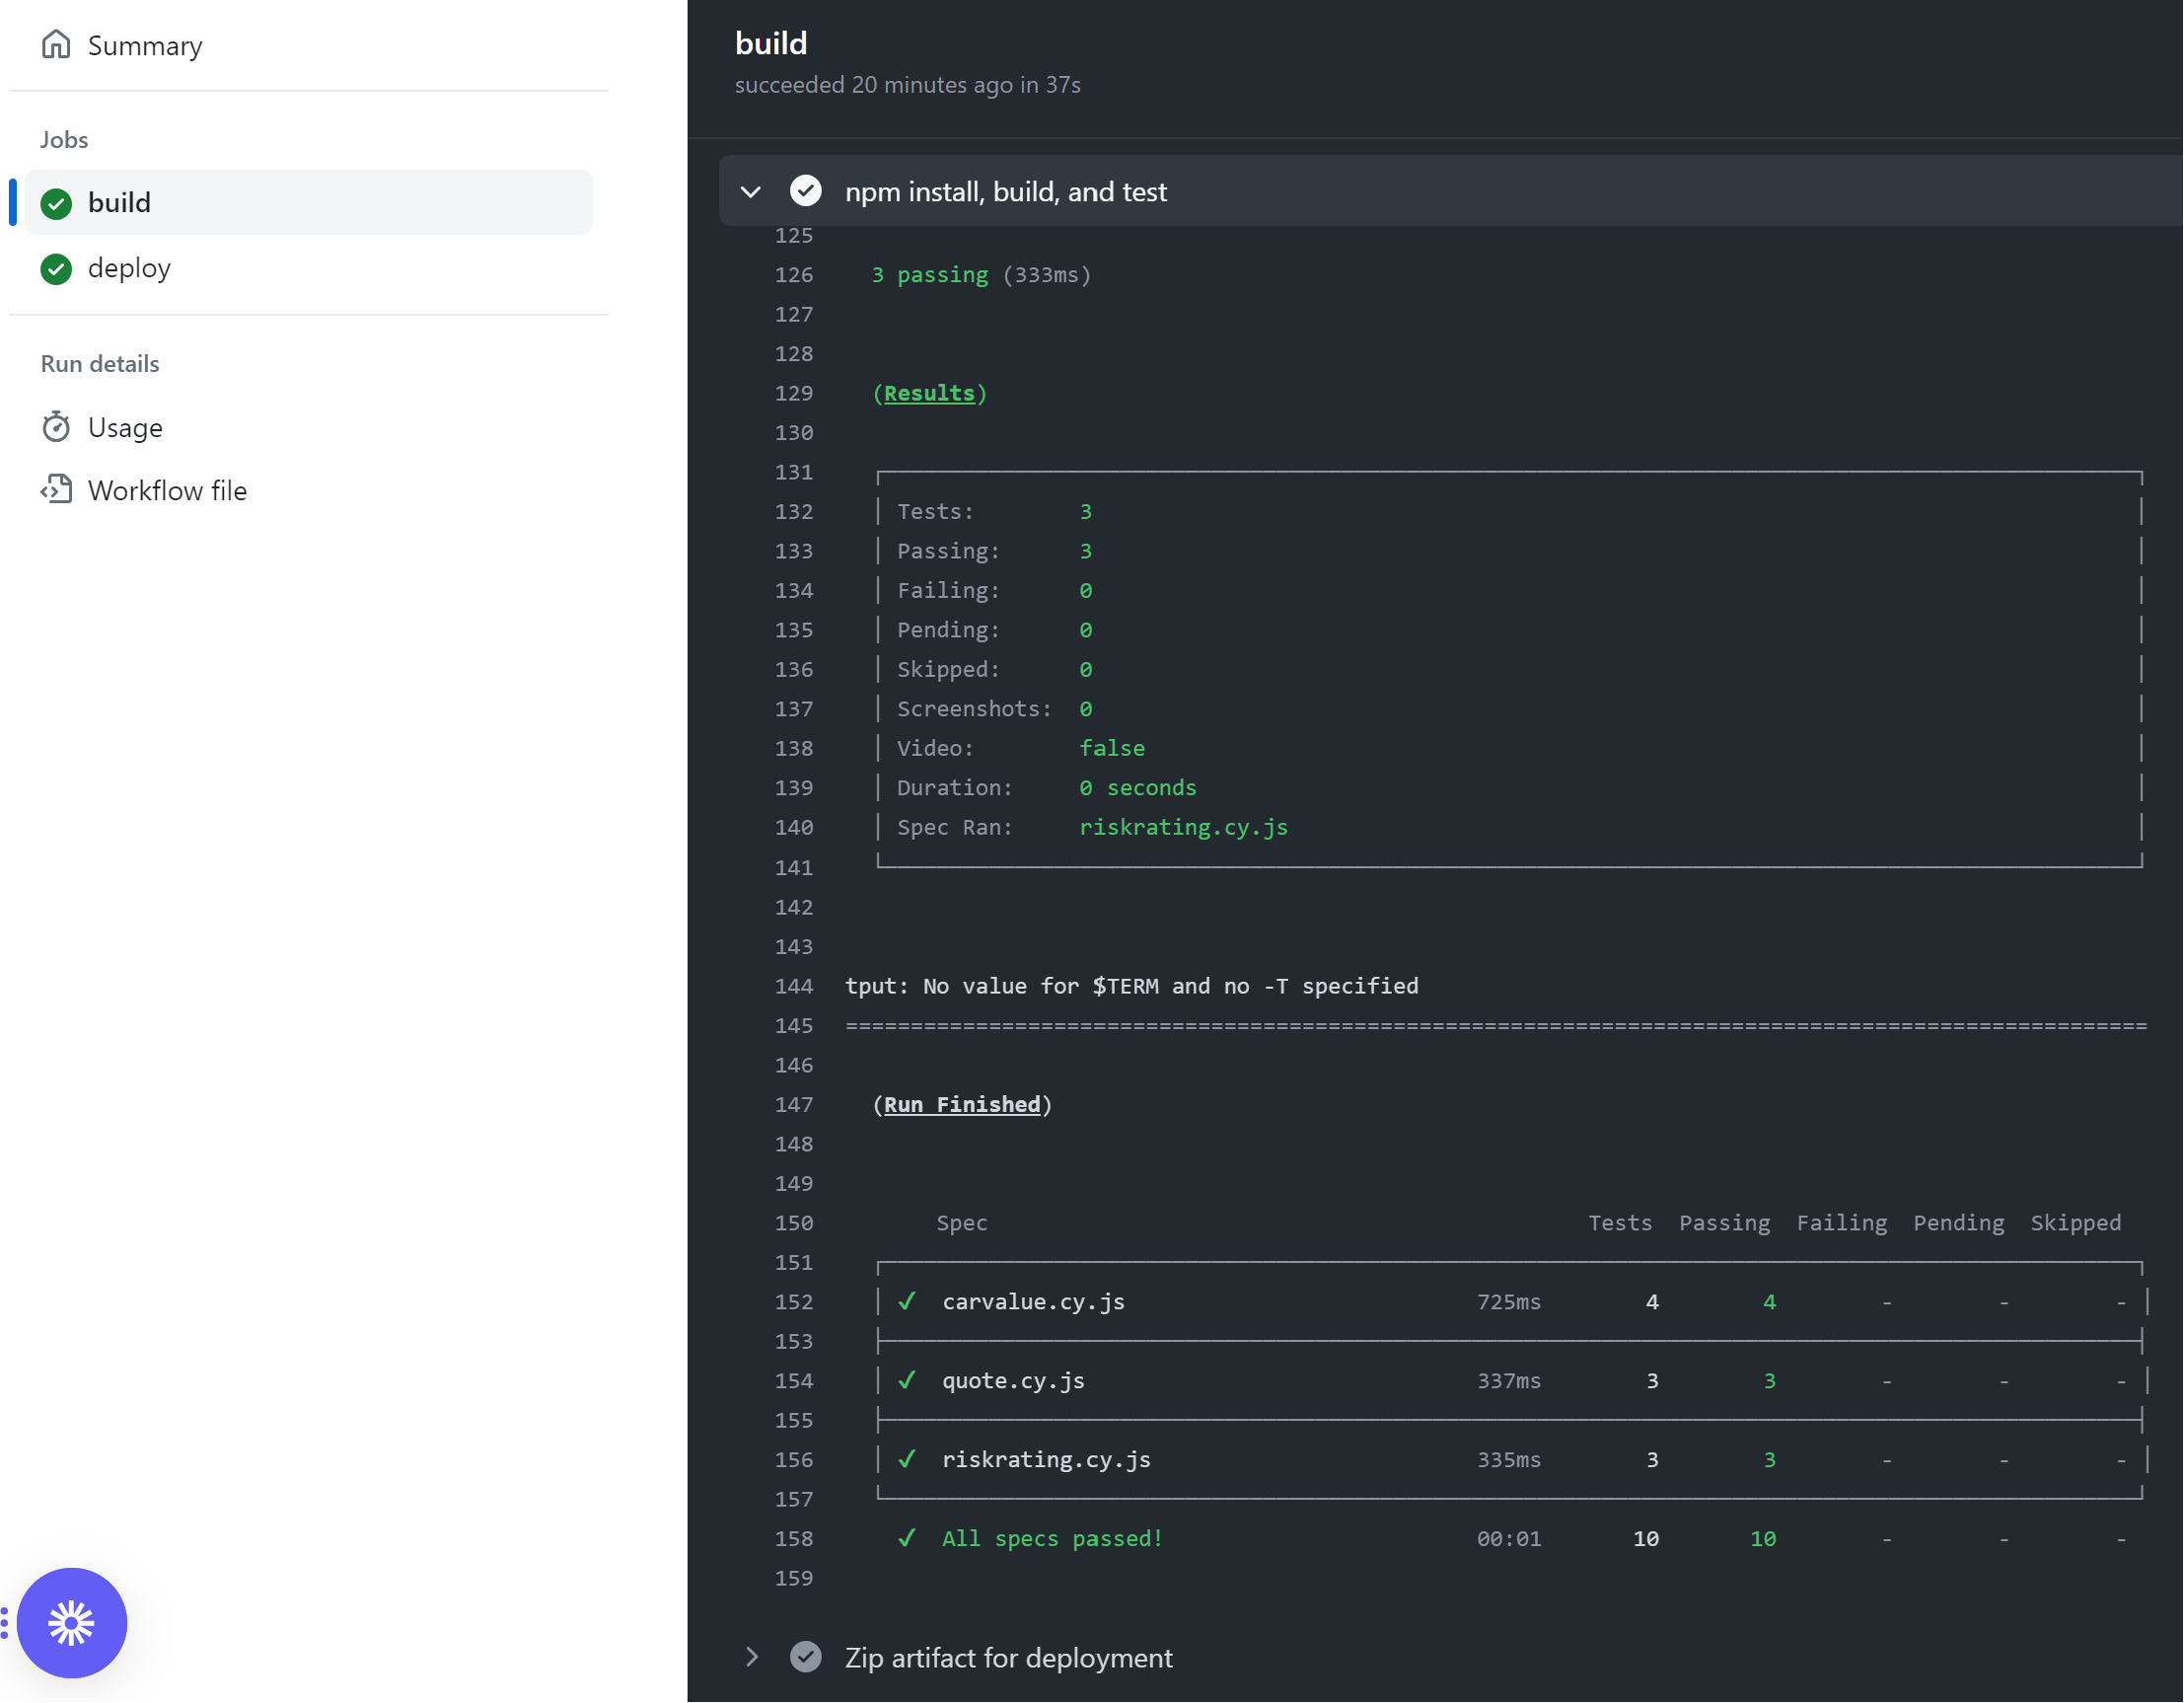 Summary
Jobs
build
deploy
Run details
Usage
Workflow file
build
succeeded 20 minutes ago in 37s
npm install, build, and test
125
126 3 passing (333ms)
127
128
129 (Results)
130
131
132 Tests: 3
133 Passing: 3
134 Failing: 0
135 Pending: 0
136 Skipped: 0
137 Screenshots: 0
138 Video: false
139 Duration: 0 seconds
140 Spec Ran: riskrating.cy.js
141
142
143
144 tput: No value for $TERM and no -T specified
145 ====================================================================================================
146
147 (Run Finished)
148
149
150 Spec Tests Passing Failing Pending Skipped
151
152 ✓ carvalue.cy.js 725ms 4 4 - - -
153
154 ✓ quote.cy.js 337ms 3 3 - - -
155
156 ✓ riskrating.cy.js 335ms 3 3 - - -
157
158 ✓ All specs passed! 00:01 10 10 - - -
159
Zip artifact for deployment